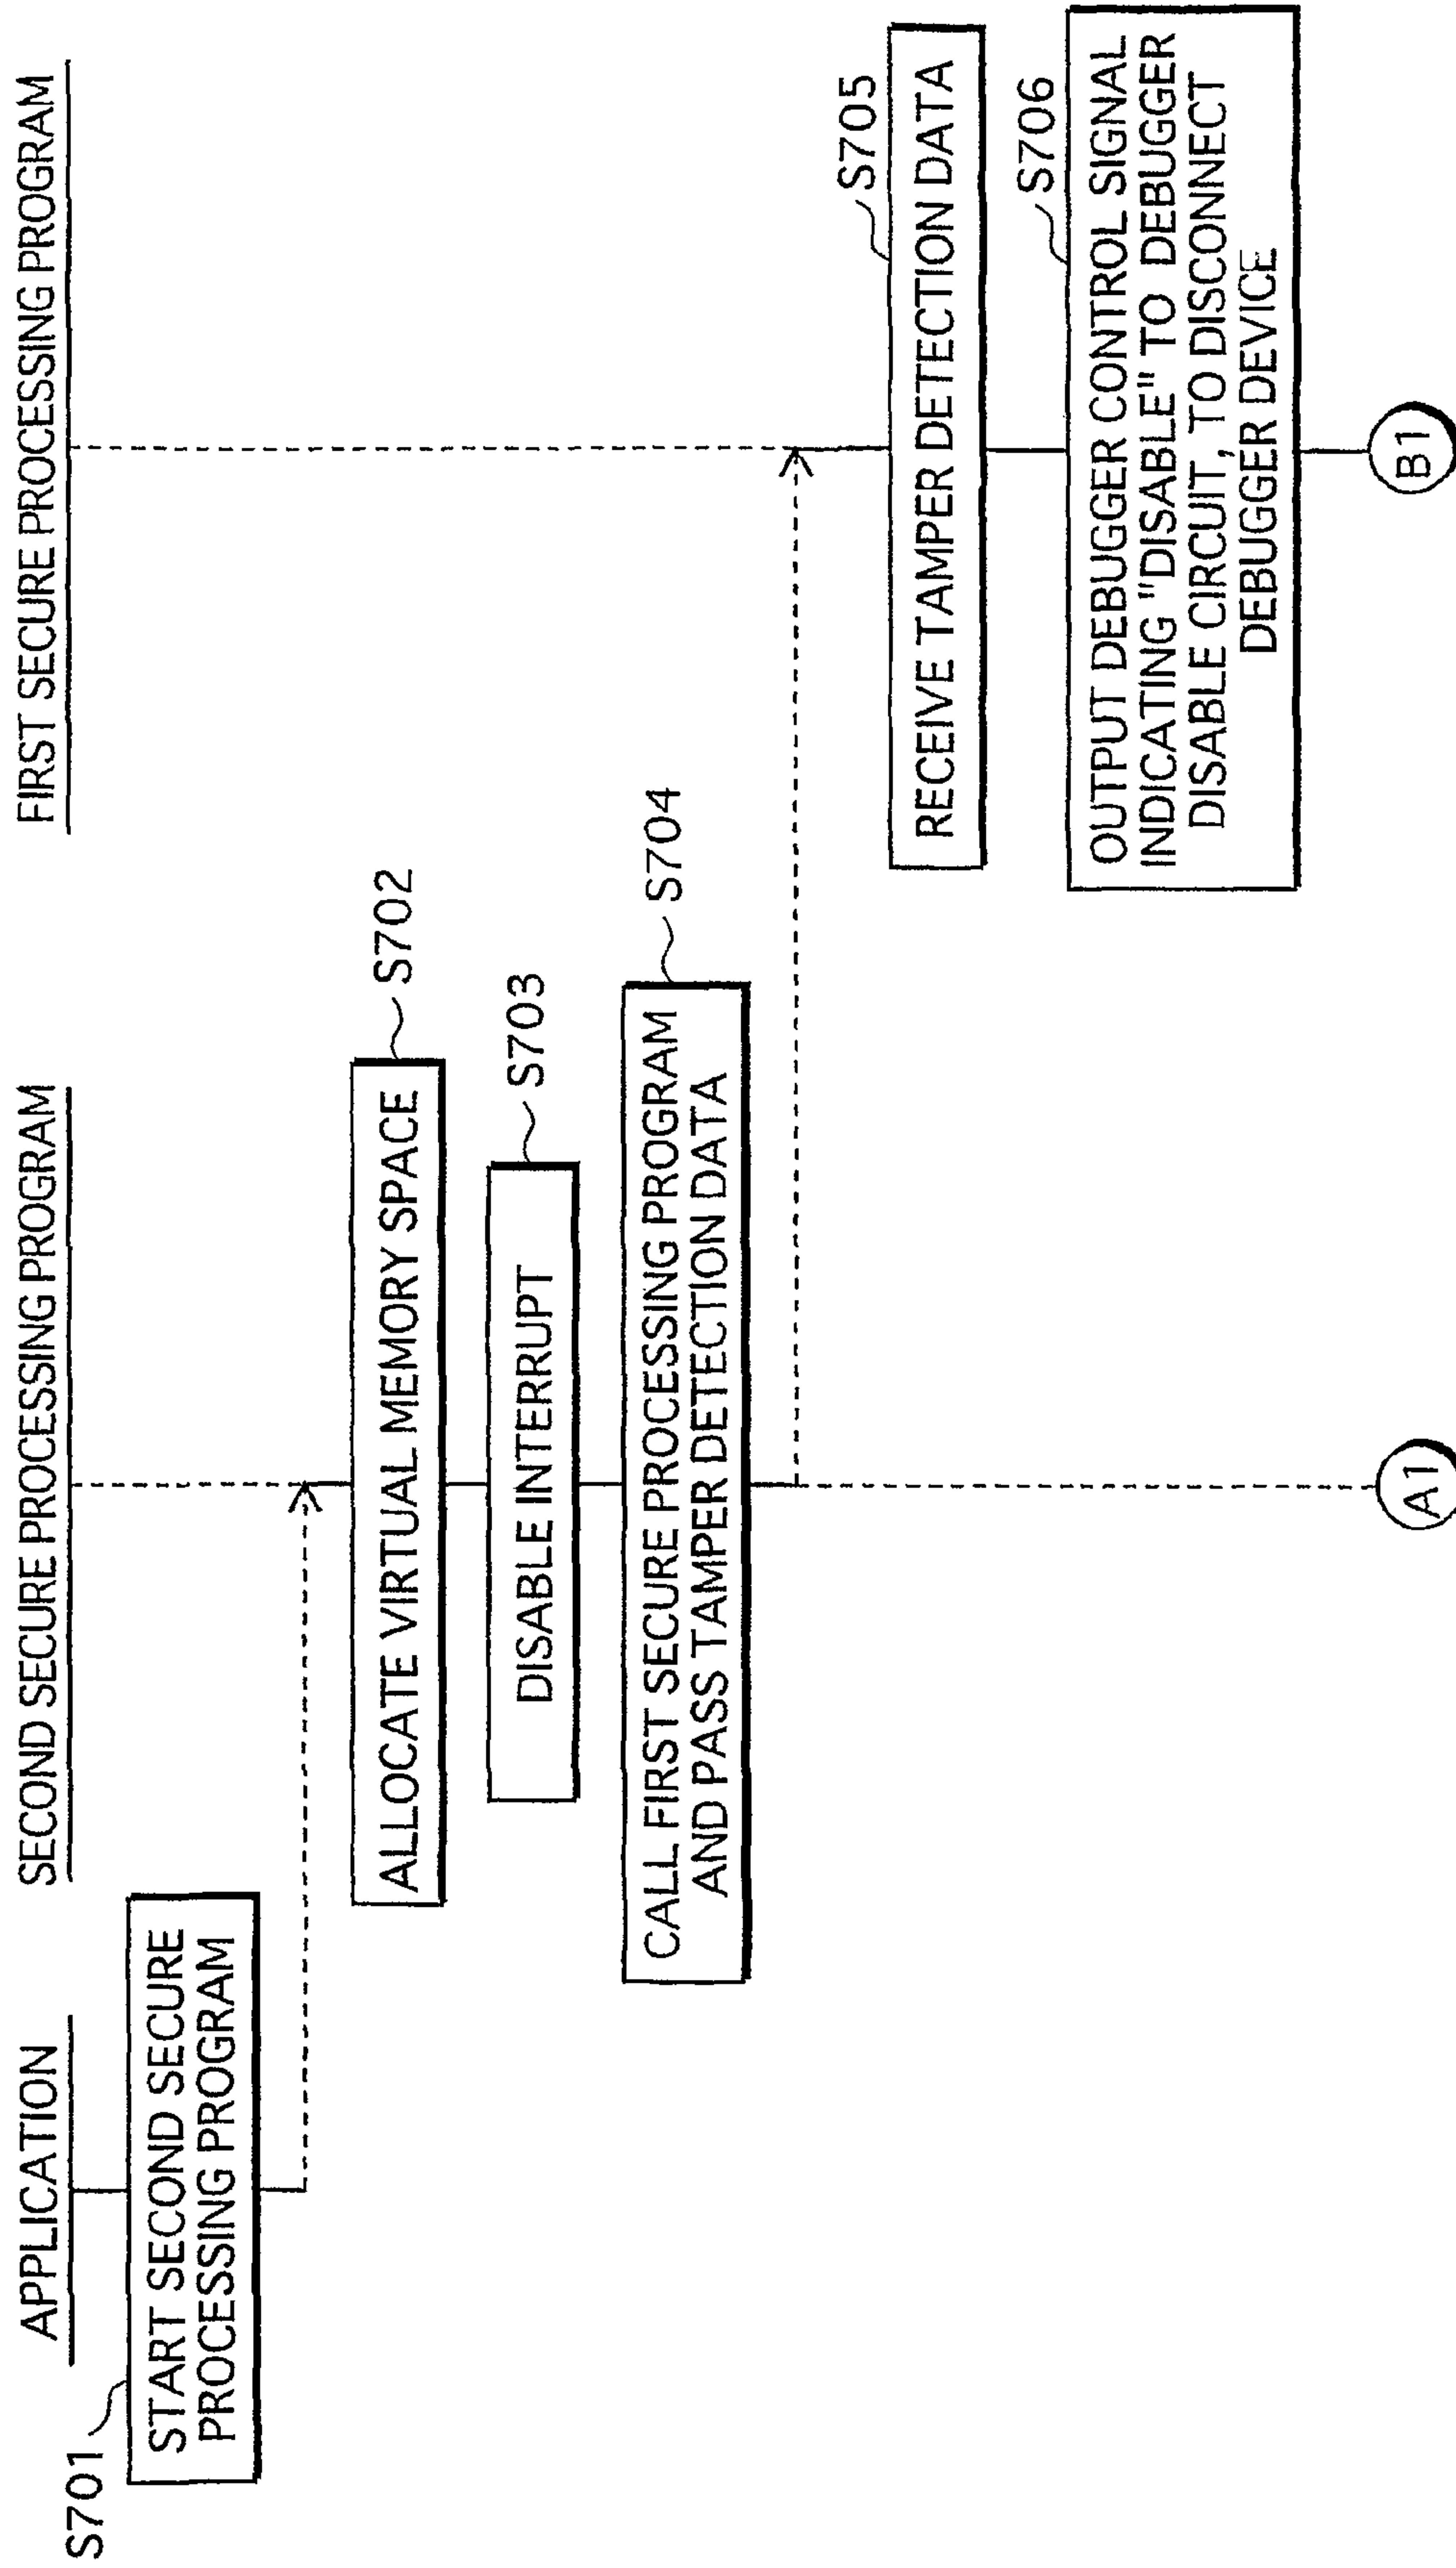 APPLICATION
SECOND SECURE PROCESSING PROGRAM
FIRST SECURE PROCESSING PROGRAM
S701
START SECOND SECURE
PROCESSING PROGRAM
S702
ALLOCATE VIRTUAL MEMORY SPACE
S703
DISABLE INTERRUPT
S704
CALL FIRST SECURE PROCESSING PROGRAM
AND PASS TAMPER DETECTION DATA
S705
RECEIVE TAMPER DETECTION DATA
S706
OUTPUT DEBUGGER CONTROL SIGNAL
INDICATING "DISABLE" TO DEBUGGER
DISABLE CIRCUIT, TO DISCONNECT
DEBUGGER DEVICE
A1
B1